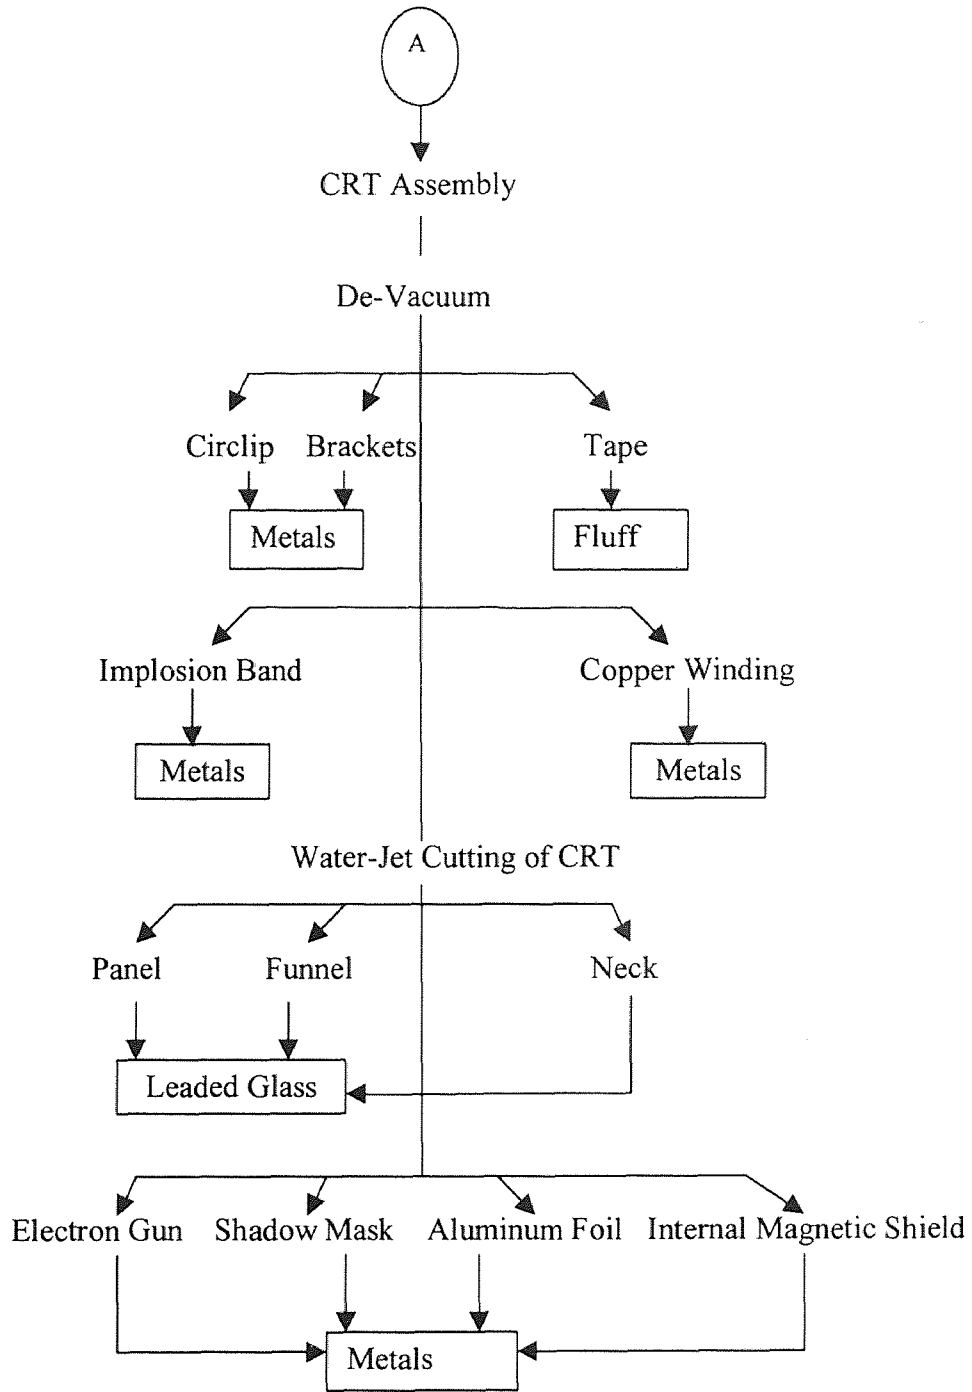 A
CRT Assembly
De-Vacuum
Circlip Brackets Tape
Metals Fluff
Implosion Band Copper Winding
Metals Metals
Water-Jet Cutting of CRT
Panel Funnel Neck
Leaded Glass
Electron Gun Shadow Mask Aluminum Foil Internal Magnetic Shield
Metals